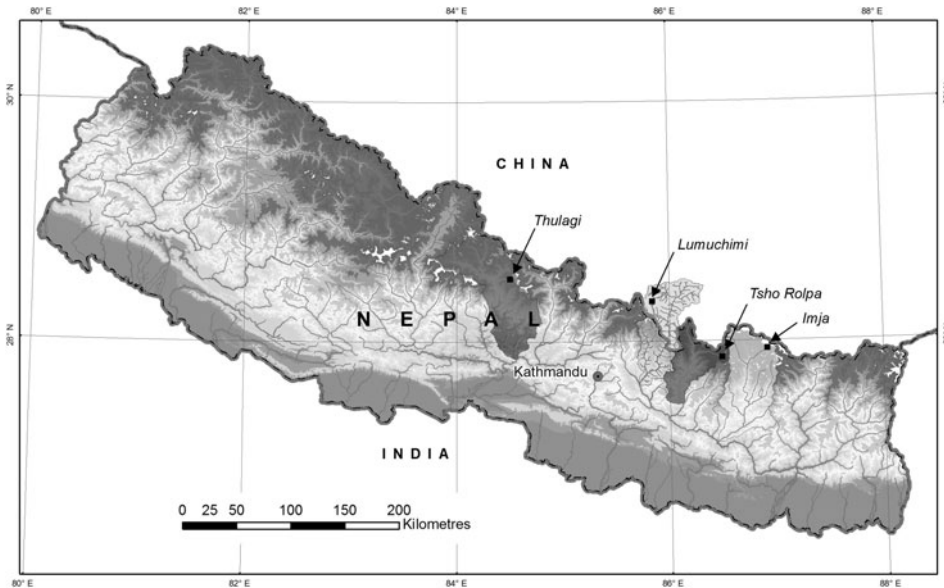 80° E 82° E 84° E 86° E 88° E
30° N
CHINA
Thulagi
Lumuchimi
Tsho Rolpa
Imja
NEPAL
28° N
Kathmandu
INDIA
0 25 50 100 150 200
Kilometres
80° E 82° E 84° E 86° E 88° E